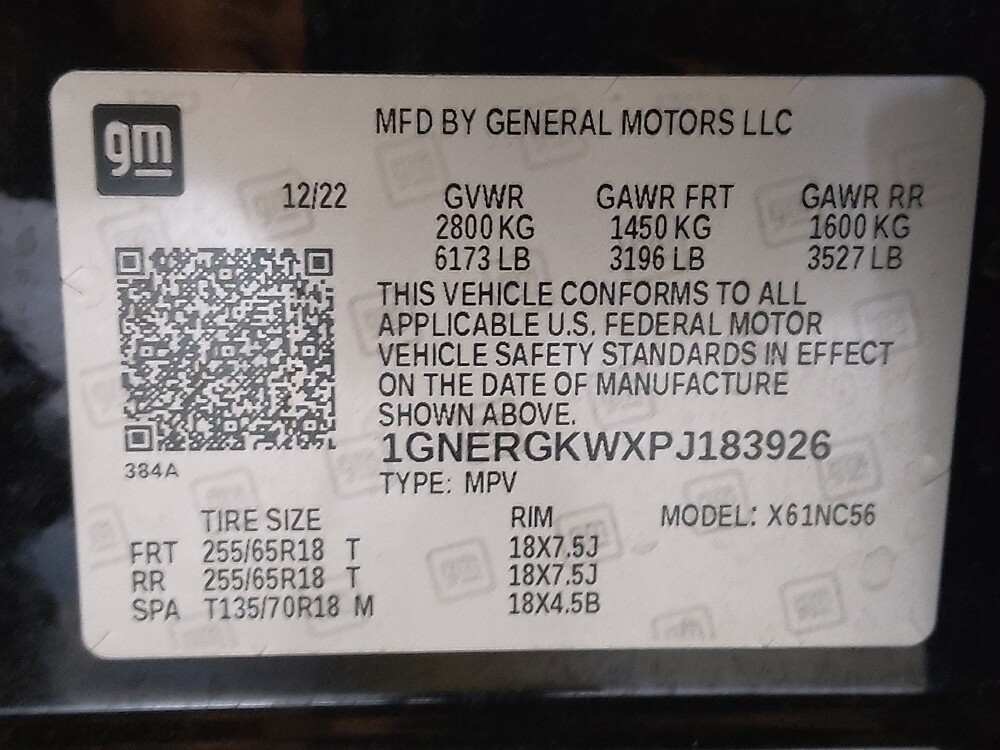 gm
MFD BY GENERAL MOTORS LLC
12/22 GVWR GAWR FRT GAWR RR
2800 KG 1450 KG 1600 KG
6173 LB 3196 LB 3527 LB
THIS VEHICLE CONFORMS TO ALL
APPLICABLE U.S. FEDERAL MOTOR
VEHICLE SAFETY STANDARDS IN EFFECT
ON THE DATE OF MANUFACTURE
SHOWN ABOVE.
1GNERGKWXPJ183926
384A
TYPE: MPV
TIRE SIZE RIM MODEL: X61NC56
FRT 255/65R18 T 18X7.5J
RR 255/65R18 T 18X7.5J
SPA T135/70R18 M 18X4.5B